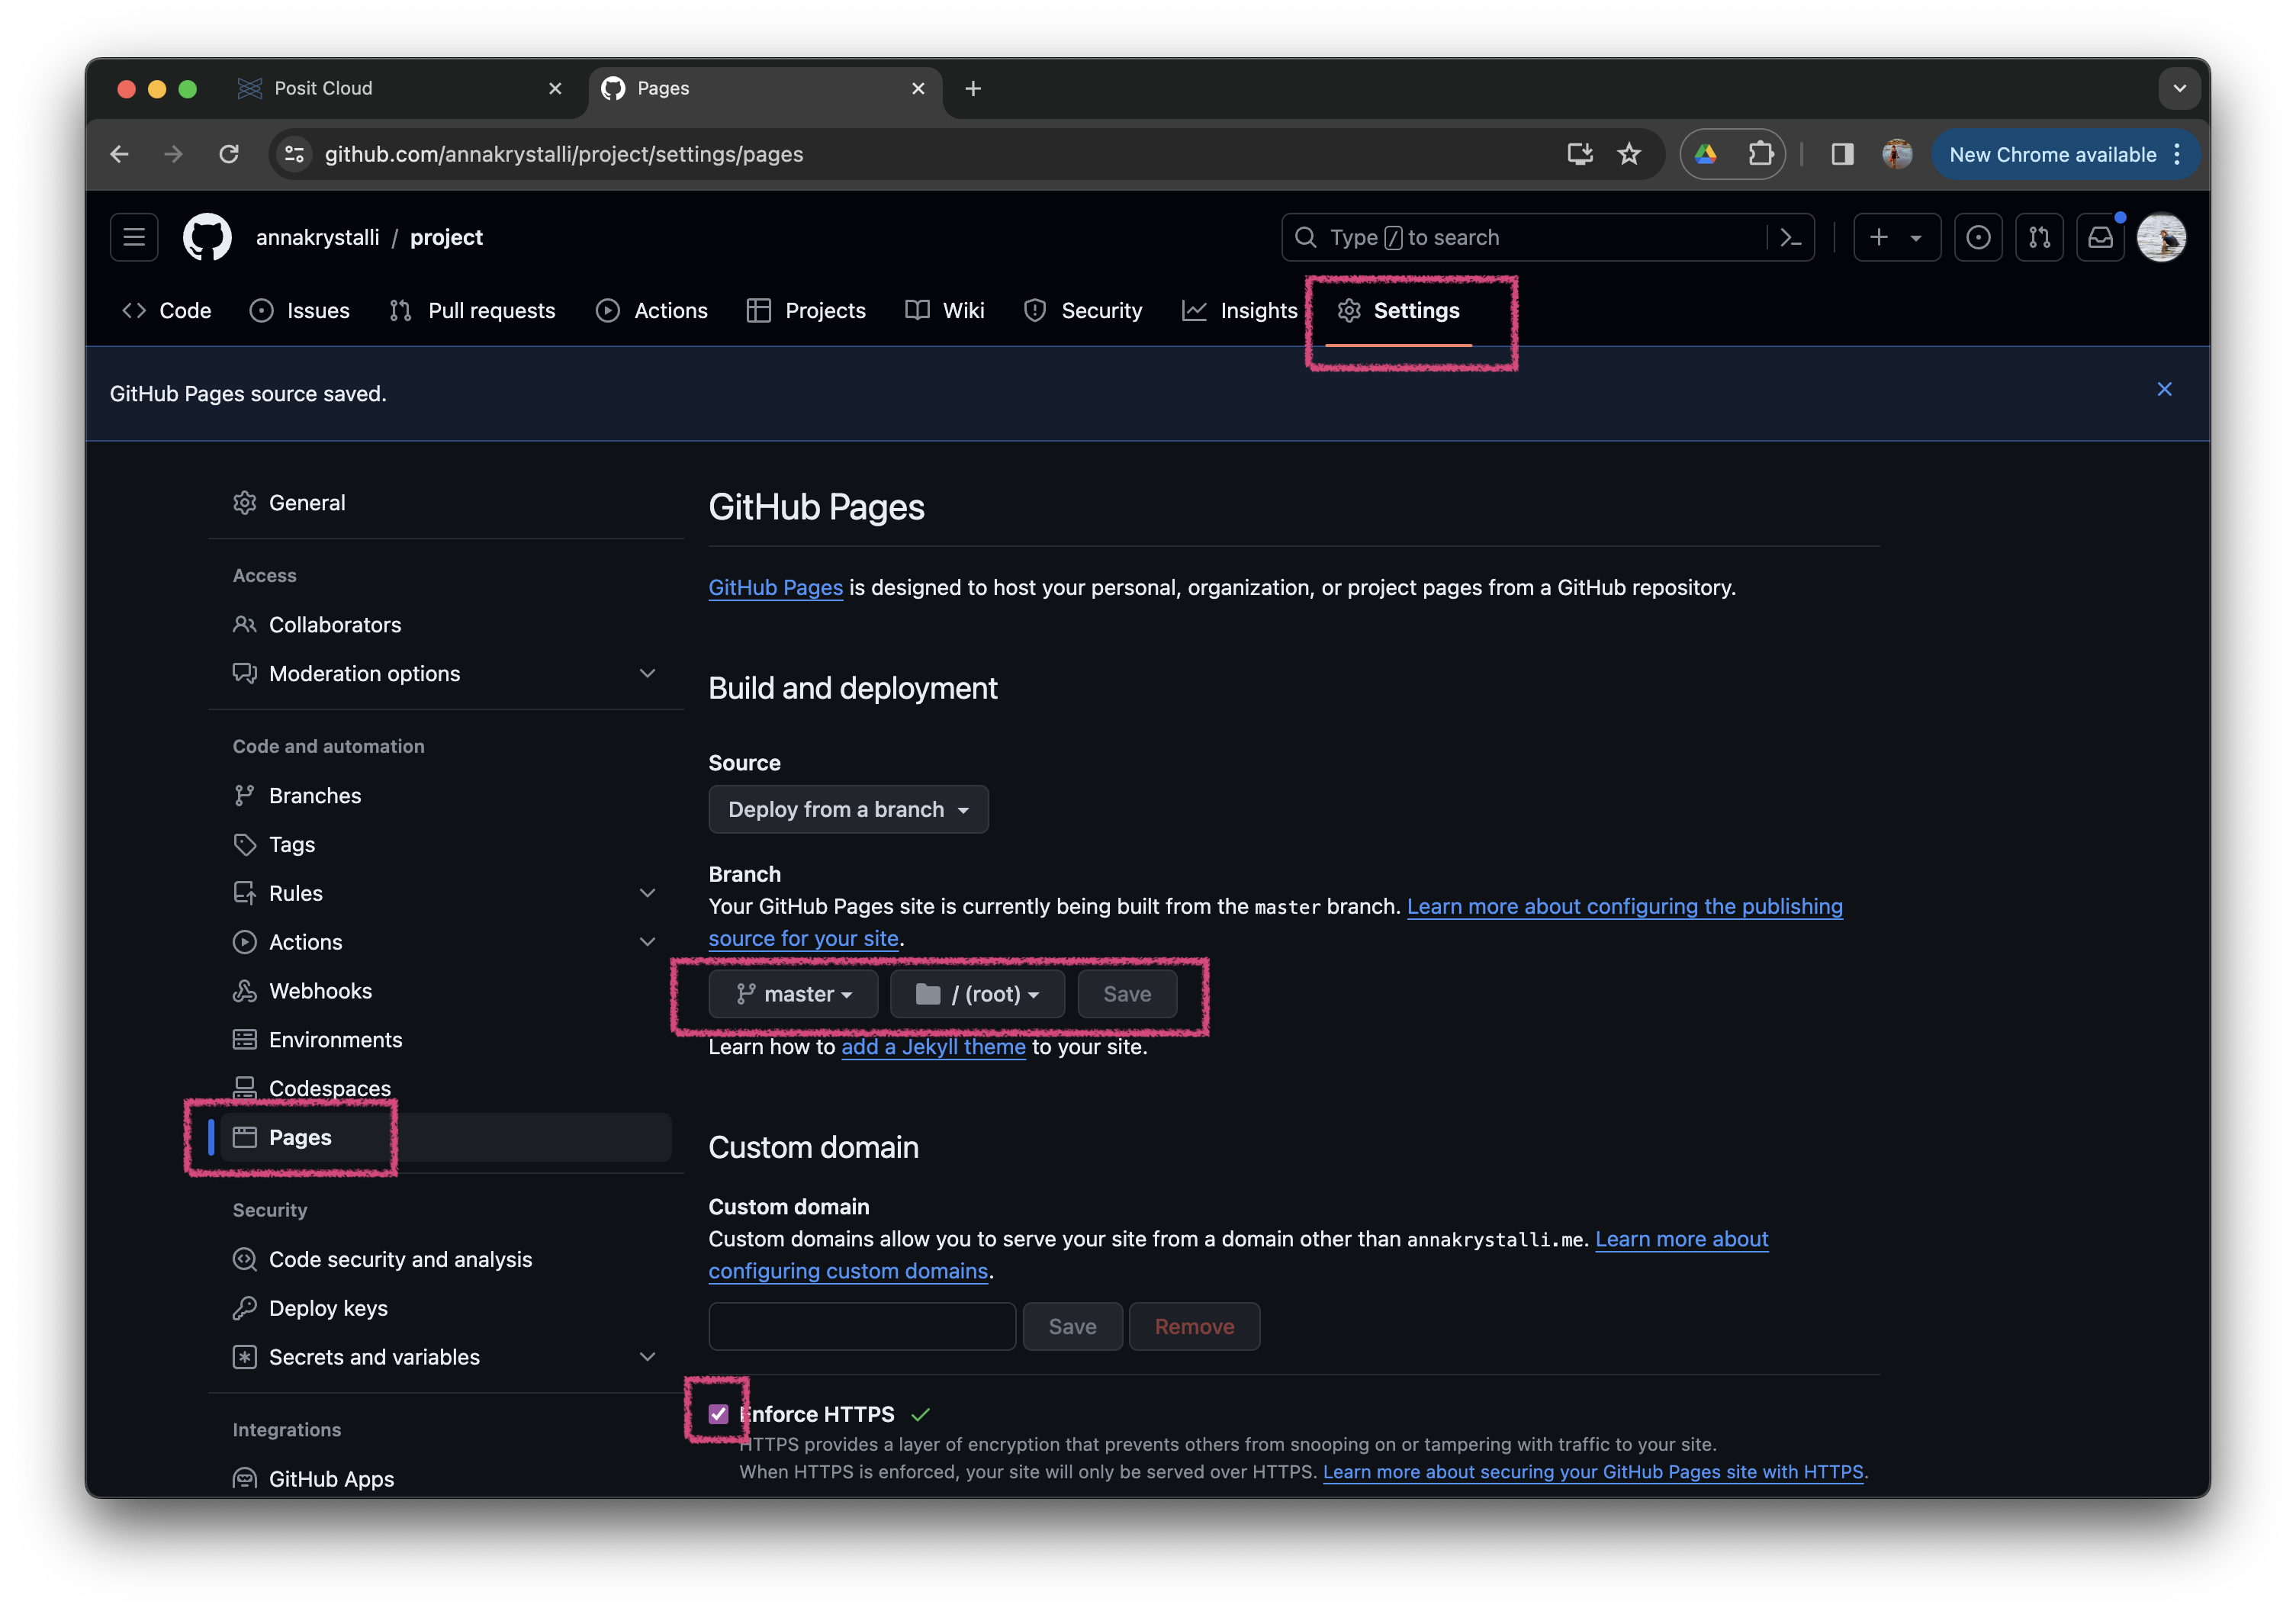 Posit Cloud
Pages
github.com/annakrystalli/project/settings/pages
New Chrome available
annakrystalli / project
Type / to search
Code
Issues
Pull requests
Actions
Projects
Wiki
Security
Insights
Settings
GitHub Pages source saved.
General
Access
Collaborators
Moderation options
Code and automation
Branches
Tags
Rules
Actions
Webhooks
Environments
Codespaces
Pages
Security
Code security and analysis
Deploy keys
Secrets and variables
Integrations
GitHub Apps
GitHub Pages
GitHub Pages is designed to host your personal, organization, or project pages from a GitHub repository.
Build and deployment
Source
Deploy from a branch
Branch
Your GitHub Pages site is currently being built from the master branch. Learn more about configuring the publishing
source for your site.
master
/ (root)
Save
Learn how to add a Jekyll theme to your site.
Custom domain
Custom domain
Custom domains allow you to serve your site from a domain other than annakrystalli.me. Learn more about
configuring custom domains.
Save
Remove
Enforce HTTPS
HTTPS provides a layer of encryption that prevents others from snooping on or tampering with traffic to your site.
When HTTPS is enforced, your site will only be served over HTTPS. Learn more about securing your GitHub Pages site with HTTPS.